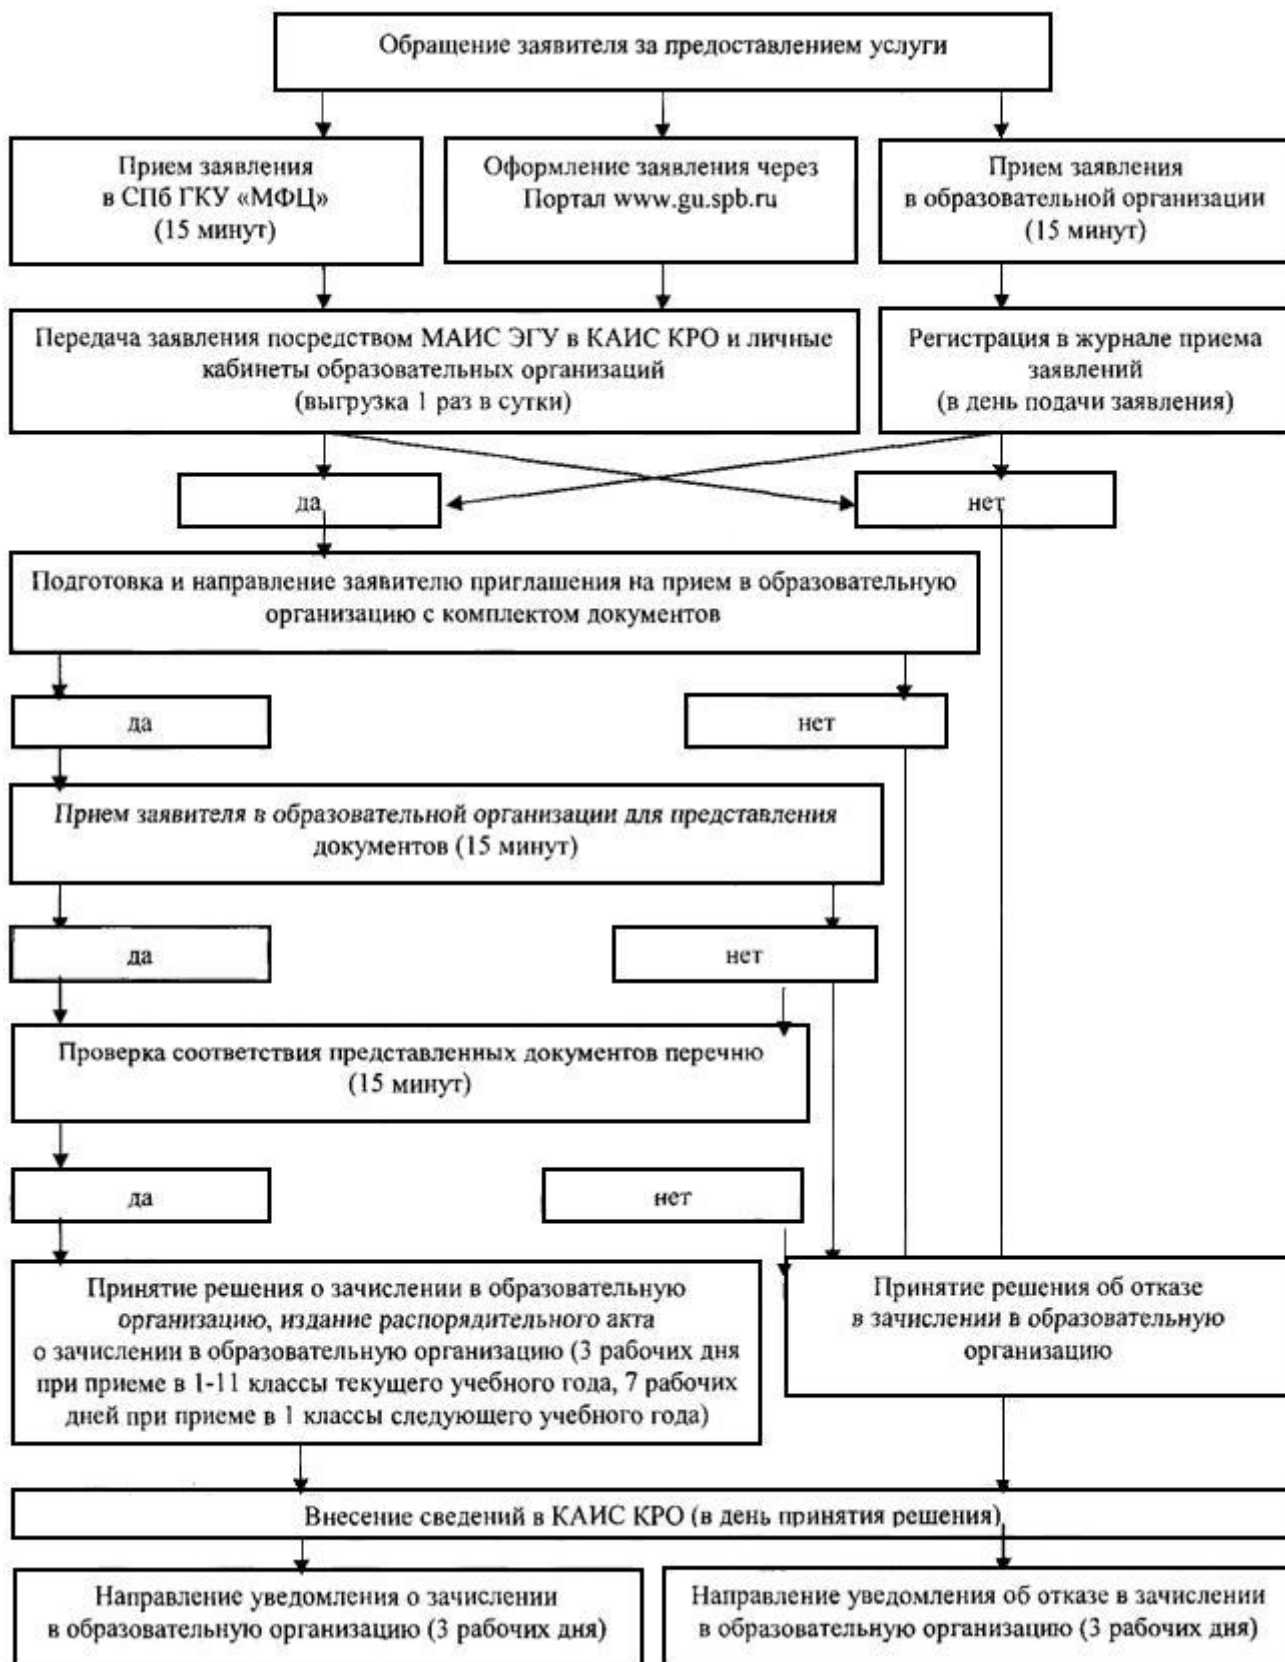 Обращение заявителя за предоставлением услуги
Прием заявления
в СПб ГКУ «МФЦ»
(15 минут)
Оформление заявления через
Портал www.gu.spb.ru
Прием заявления
в образовательной организации
(15 минут)
Передача заявления посредством МАИС ЭГУ в КАИС КРО и личные
кабинеты образовательных организаций
(выгрузка 1 раз в сутки)
Регистрация в журнале приема
заявлений
(в день подачи заявления)
да
нет
Подготовка и направление заявителю приглашения на прием в образовательную
организацию с комплектом документов
да
нет
Прием заявителя в образовательной организации для представления
документов (15 минут)
да
нет
Проверка соответствия представленных документов перечню
(15 минут)
да
нет
Принятие решения о зачислении в образовательную
организацию, издание распорядительного акта
о зачислении в образовательную организацию (3 рабочих дня
при приеме в 1-11 классы текущего учебного года, 7 рабочих
дней при приеме в 1 классы следующего учебного года)
Принятие решения об отказе
в зачислении в образовательную
организацию
Внесение сведений в КАИС КРО (в день принятия решения)
Направление уведомления о зачислении
в образовательную организацию (3 рабочих дня)
Направление уведомления об отказе в зачислении
в образовательную организацию (3 рабочих дня)